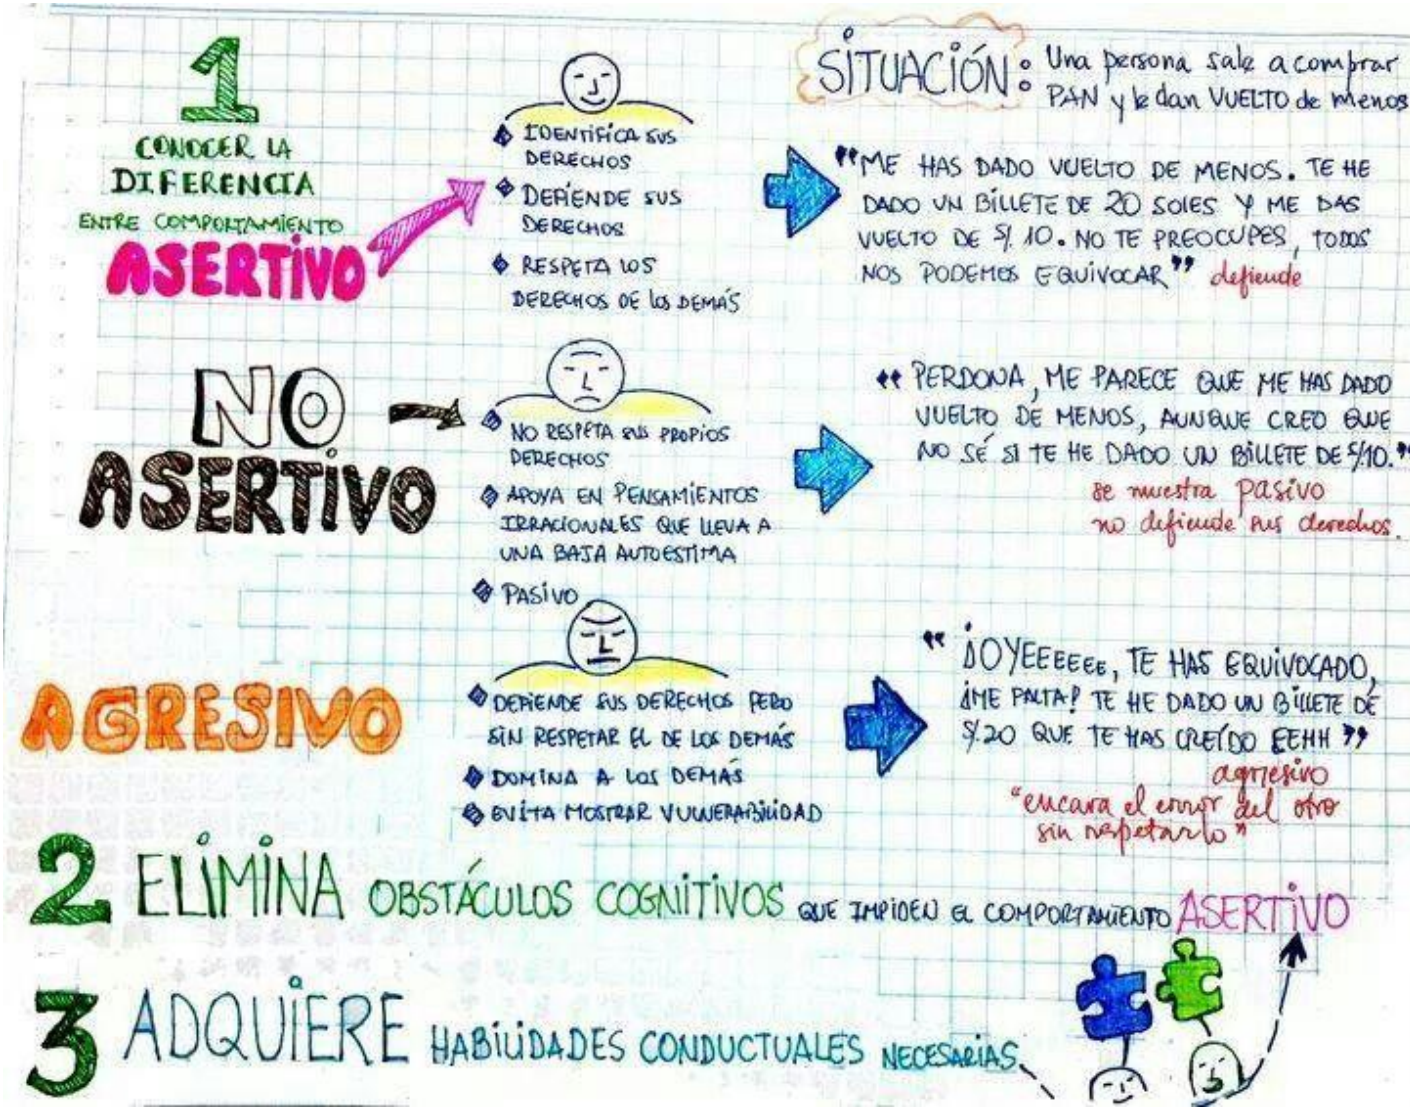 1
CONOCER LA
DIFERENCIA
ENTRE COMPORTAMIENTO
ASERTIVO
IDENTIFICA SUS
DERECHOS
DEFIENDE SUS
DERECHOS
RESPETA LOS
DERECHOS DE LOS DEMÁS
SITUACIÓN: Una persona sale a comprar
PAN y le dan VUELTO de menos
"ME HAS DADO VUELTO DE MENOS. TE HE
DADO UN BILLETE DE 20 SOLES Y ME DAS
VUELTO DE S/. 10. NO TE PREOCUPES, TODOS
NOS PODEMOS EQUIVOCAR" defiende
NO
ASERTIVO
NO RESPETA SUS PROPIOS
DERECHOS
APOYA EN PENSAMIENTOS
IRRACIONALES QUE LLEVA A
UNA BAJA AUTOESTIMA
PASIVO
"PERDONA, ME PARECE QUE ME HAS DADO
VUELTO DE MENOS, AUNQUE CREO QUE
NO SÉ SI TE HE DADO UN BILLETE DE S/10."
se muestra pasivo
no defiende sus derechos.
AGRESIVO
DEFIENDE SUS DERECHOS PERO
SIN RESPETAR EL DE LOS DEMÁS
DOMINA A LOS DEMÁS
EVITA MOSTRAR VULNERABILIDAD
"¡OYEEEEEE, TE HAS EQUIVOCADO,
¡ME FALTA! TE HE DADO UN BILLETE DE
S/.20 QUE TE HAS CREÍDO EEHH"
agresivo
"encara el error del otro
sin respetarlo"
2 ELIMINA OBSTÁCULOS COGNITIVOS QUE IMPIDEN EL COMPORTAMIENTO ASERTIVO
3 ADQUIERE HABILIDADES CONDUCTUALES NECESARIAS